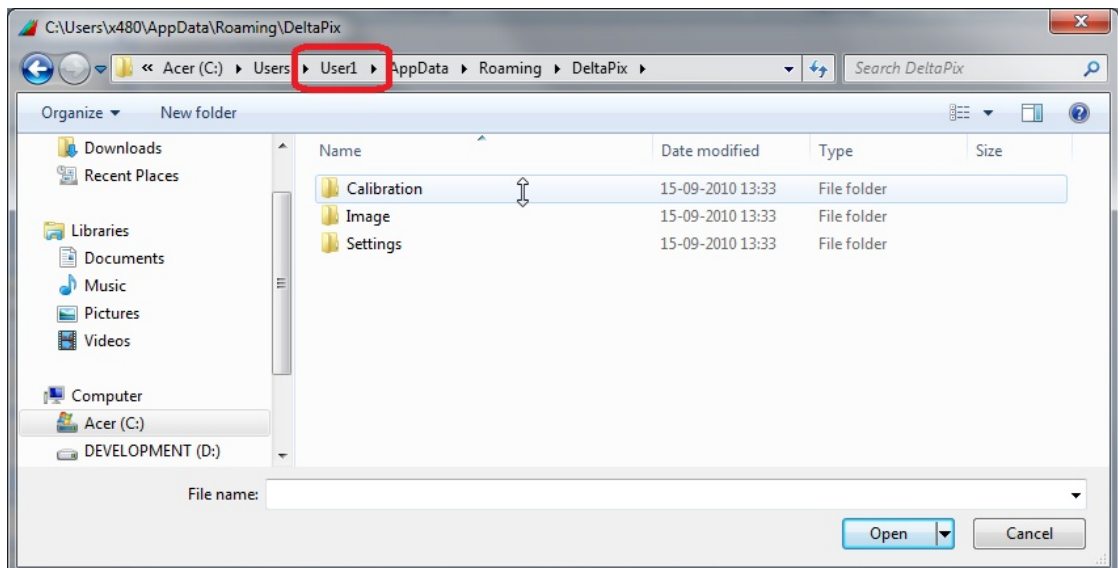 C:\Users\x480\AppData\Roaming\DeltaPix
« Acer (C:) Users User1 AppData Roaming DeltaPix Search DeltaPix
Organize New folder
Downloads
Recent Places
Libraries
Documents
Music
Pictures
Videos
Computer
Acer (C:)
DEVELOPMENT (D:)
Name Date modified Type Size
Calibration 15-09-2010 13:33 File folder
Image 15-09-2010 13:33 File folder
Settings 15-09-2010 13:33 File folder
File name:
Open Cancel